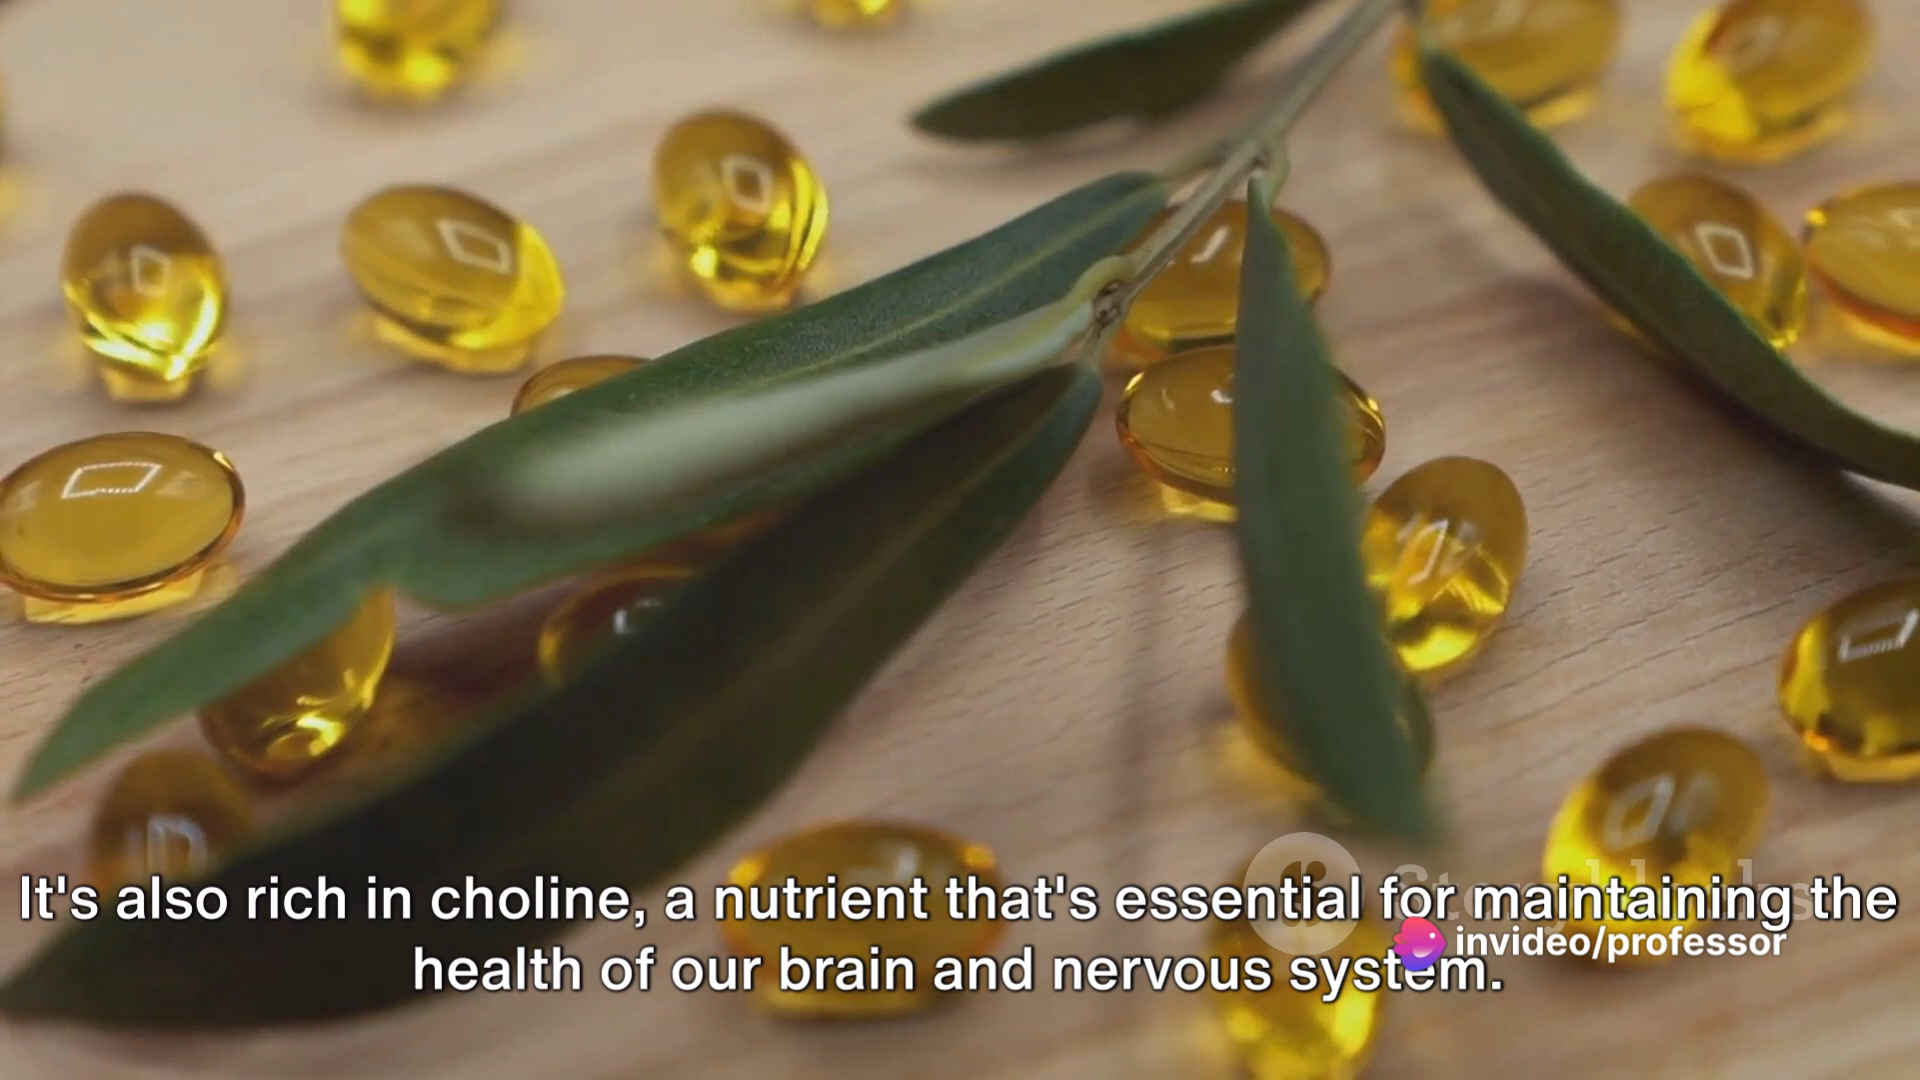 It's also rich in choline, a nutrient that's essential for maintaining the
health of our brain and nervous system.
invideo/professor